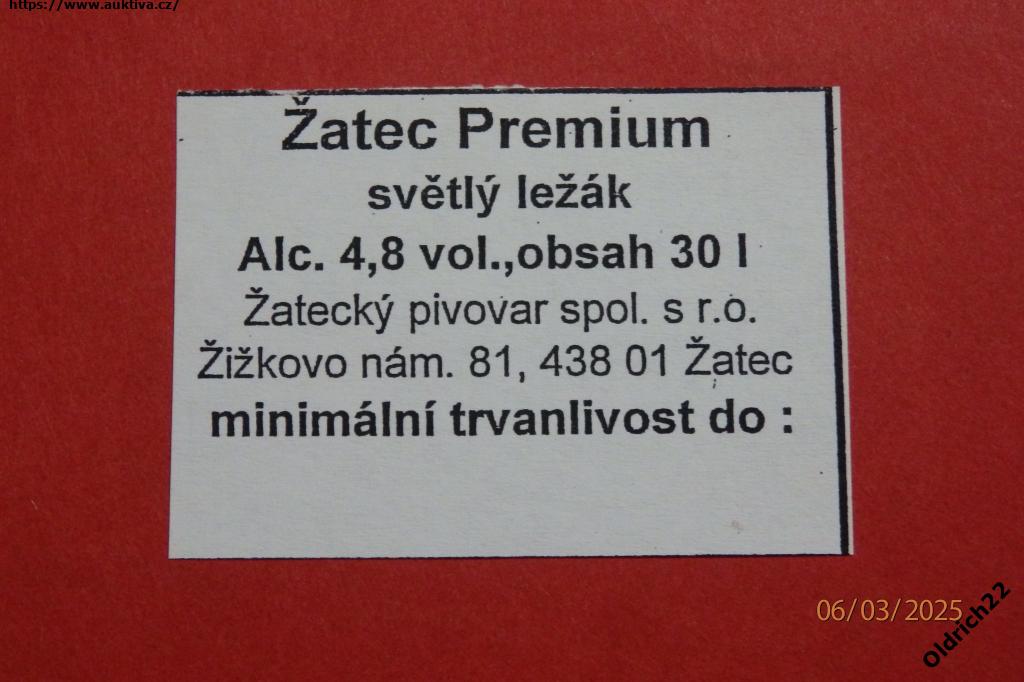 https://www.auktiva.cz/
Žatec Premium
světlý ležák
Alc. 4,8 vol.,obsah 30 l
Žatecký pivovar spol. s r.o.
Žižkovo nám. 81, 438 01 Žatec
minimální trvanlivost do :
06/03/2025
Oldrich22